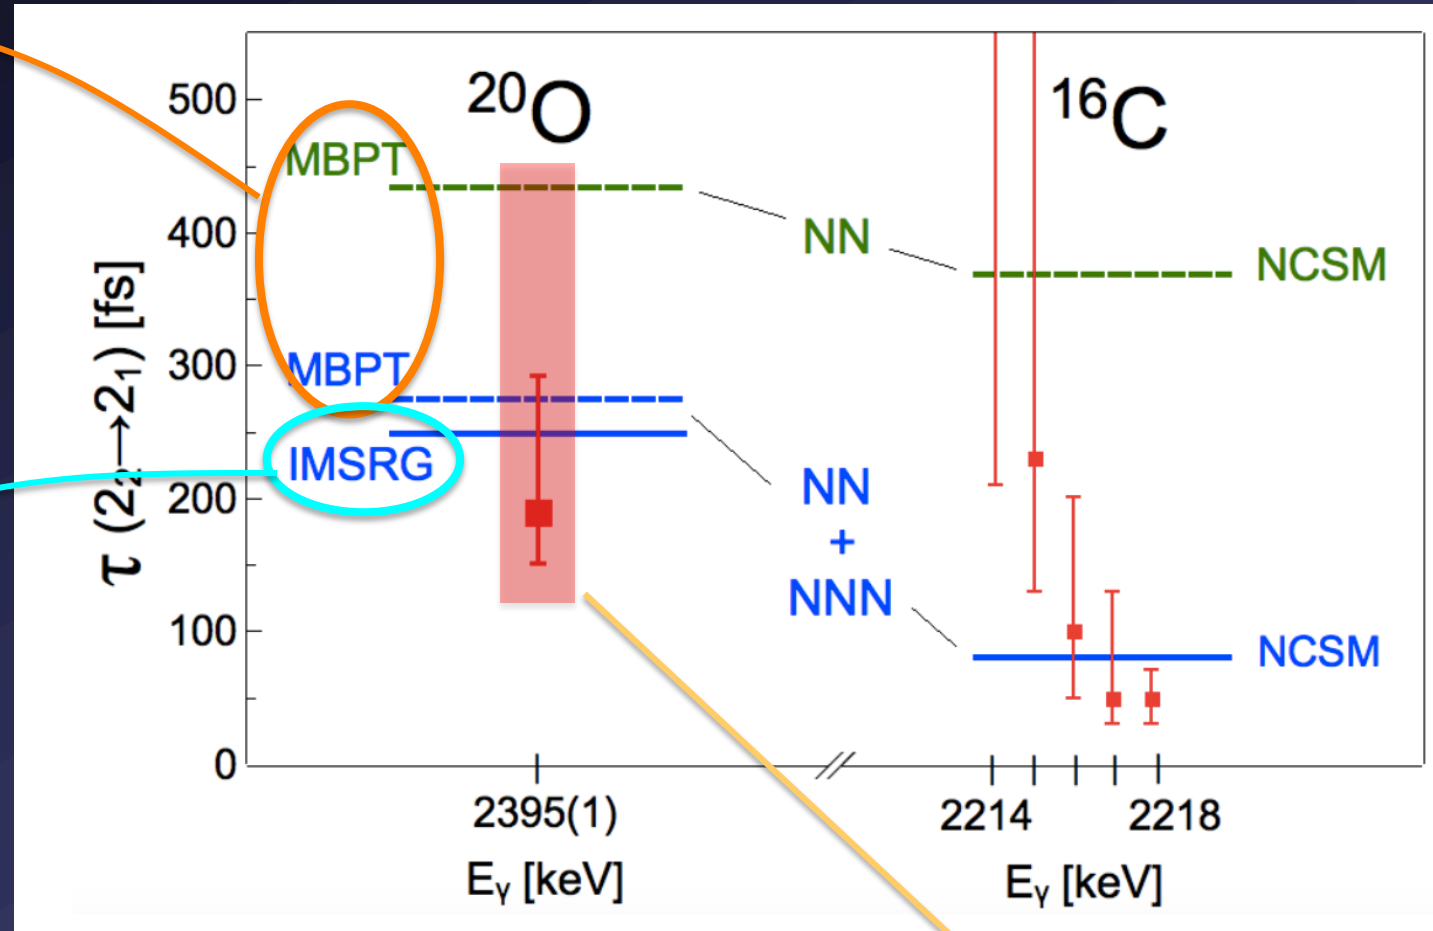 ²⁰O
¹⁶C
500
400
300
200
100
0
τ (2₂→2₁) [fs]
MBPT
MBPT
IMSRG
NN
NN
+
NNN
NCSM
NCSM
2395(1)
2214
2218
Eᵧ [keV]
Eᵧ [keV]